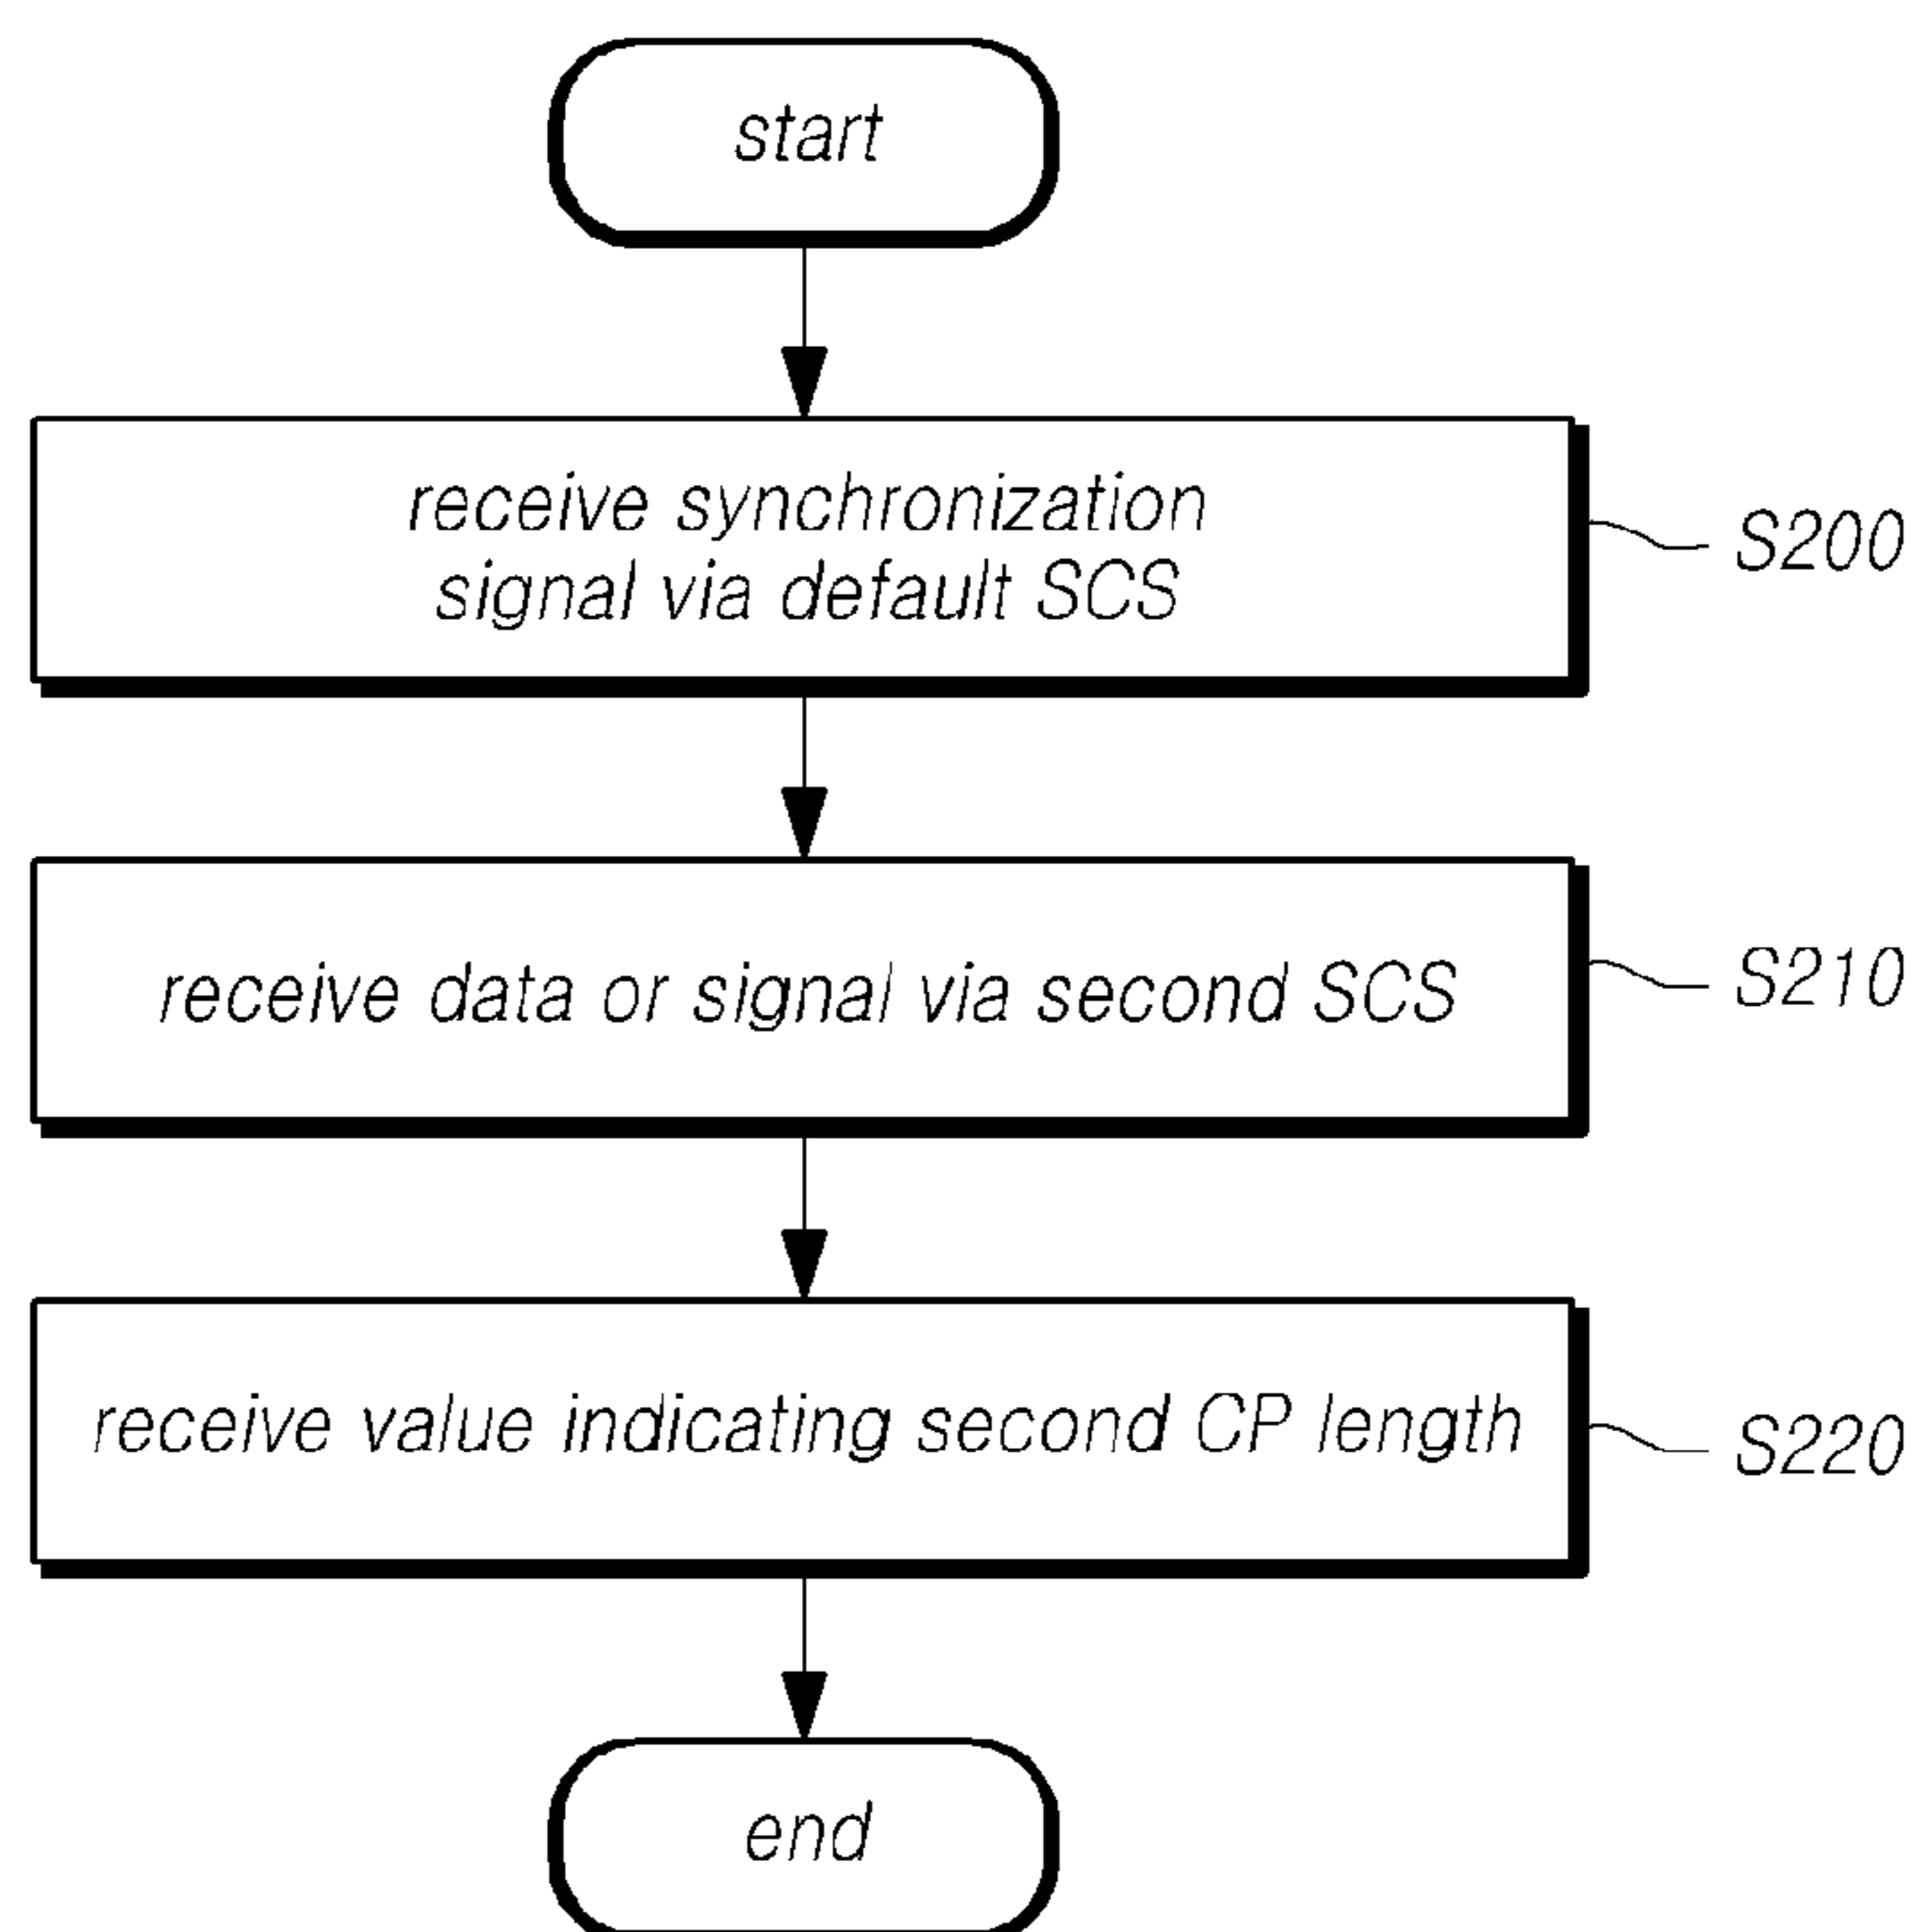 start
receive synchronization
signal via default SCS
S200
receive data or signal via second SCS
S210
receive value indicating second CP length
S220
end